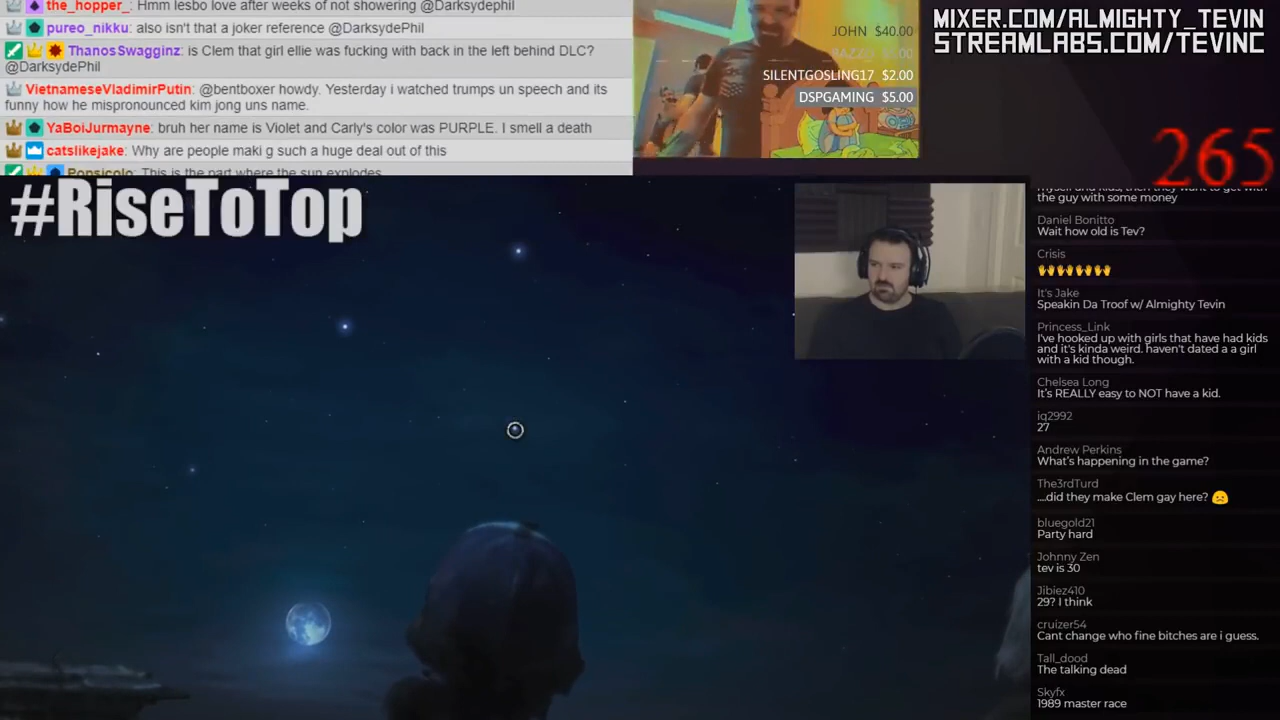 the_hopper_: Hmm lesbo love after weeks of not showering @Darksydephil
pureo_nikku: also isn't that a joker reference @DarksydePhil
ThanosSwagginz: is Clem that girl ellie was fucking with back in the left behind DLC?
@DarksydePhil
VietnameseVladimirPutin: @bentboxer howdy. Yesterday i watched trumps un speech and its
funny how he mispronounced kim jong uns name.
YaBoiJurmayne: bruh her name is Violet and Carly's color was PURPLE. I smell a death
catslikejake: Why are people maki g such a huge deal out of this
Popsicolo: This is the part where the sun explodes
JOHN $40.00
SILENTGOSLING17 $2.00
DSPGAMING $5.00
MIXER.COM/ALMIGHTY_TEVIN
STREAMLABS.COM/TEVINC
265
#RiseToTop
myself and kids, then they want to get with
the guy with some money
Daniel Bonitto
Wait how old is Tev?
Crisis
🙌🙌🙌🙌🙌🙌
It's Jake
Speakin Da Troof w/ Almighty Tevin
Princess_Link
I've hooked up with girls that have had kids
and it's kinda weird. haven't dated a a girl
with a kid though.
Chelsea Long
It's REALLY easy to NOT have a kid.
jq2992
27
Andrew Perkins
What's happening in the game?
The3rdTurd
....did they make Clem gay here? 🙁
bluegold21
Party hard
Johnny Zen
tev is 30
Jibiez410
29? I think
cruizer54
Cant change who fine bitches are i guess.
Tall_dood
The talking dead
Skyfx
1989 master race